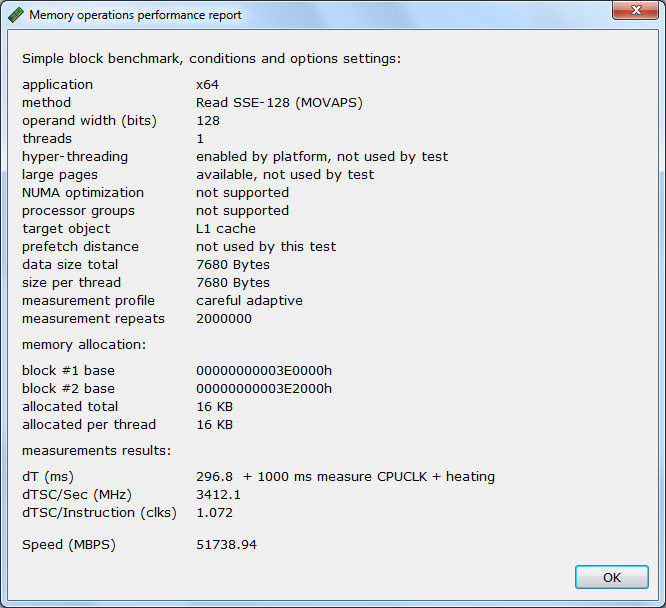 Memory operations performance report
Simple block benchmark, conditions and options settings:
application x64
method Read SSE-128 (MOVAPS)
operand width (bits) 128
threads 1
hyper-threading enabled by platform, not used by test
large pages available, not used by test
NUMA optimization not supported
processor groups not supported
target object L1 cache
prefetch distance not used by this test
data size total 7680 Bytes
size per thread 7680 Bytes
measurement profile careful adaptive
measurement repeats 2000000
memory allocation:
block #1 base 00000000003E0000h
block #2 base 00000000003E2000h
allocated total 16 KB
allocated per thread 16 KB
measurements results:
dT (ms) 296.8 + 1000 ms measure CPUCLK + heating
dTSC/Sec (MHz) 3412.1
dTSC/Instruction (clks) 1.072
Speed (MBPS) 51738.94
OK